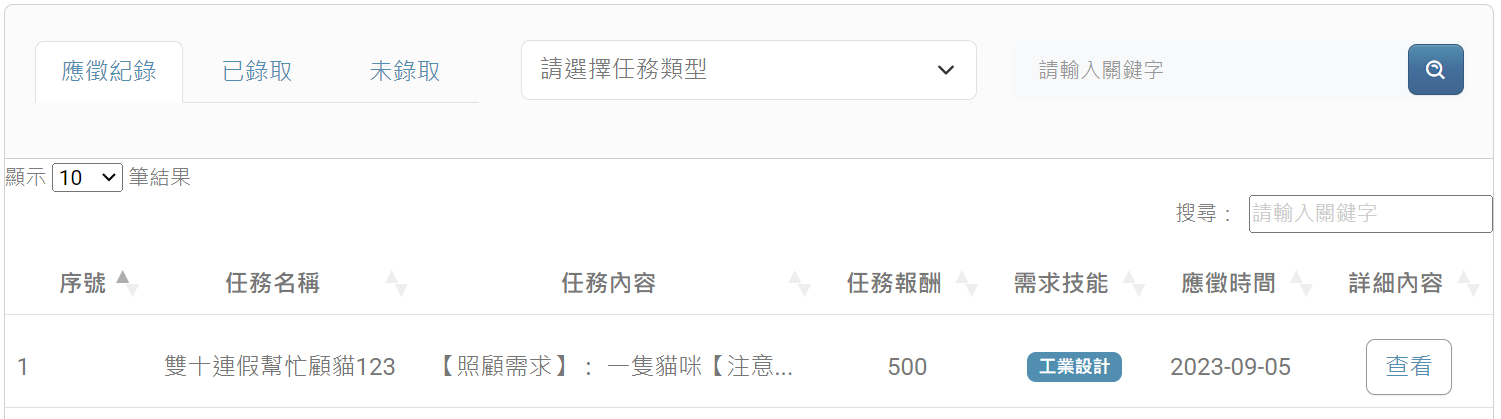 應徵紀錄 已錄取 未錄取 請選擇任務類型 請輸入關鍵字
顯示 10 筆結果
搜尋： 請輸入關鍵字
序號 任務名稱 任務內容 任務報酬 需求技能 應徵時間 詳細內容
1 雙十連假幫忙顧貓123 【照顧需求】： 一隻貓咪【注意... 500 工業設計 2023-09-05 查看